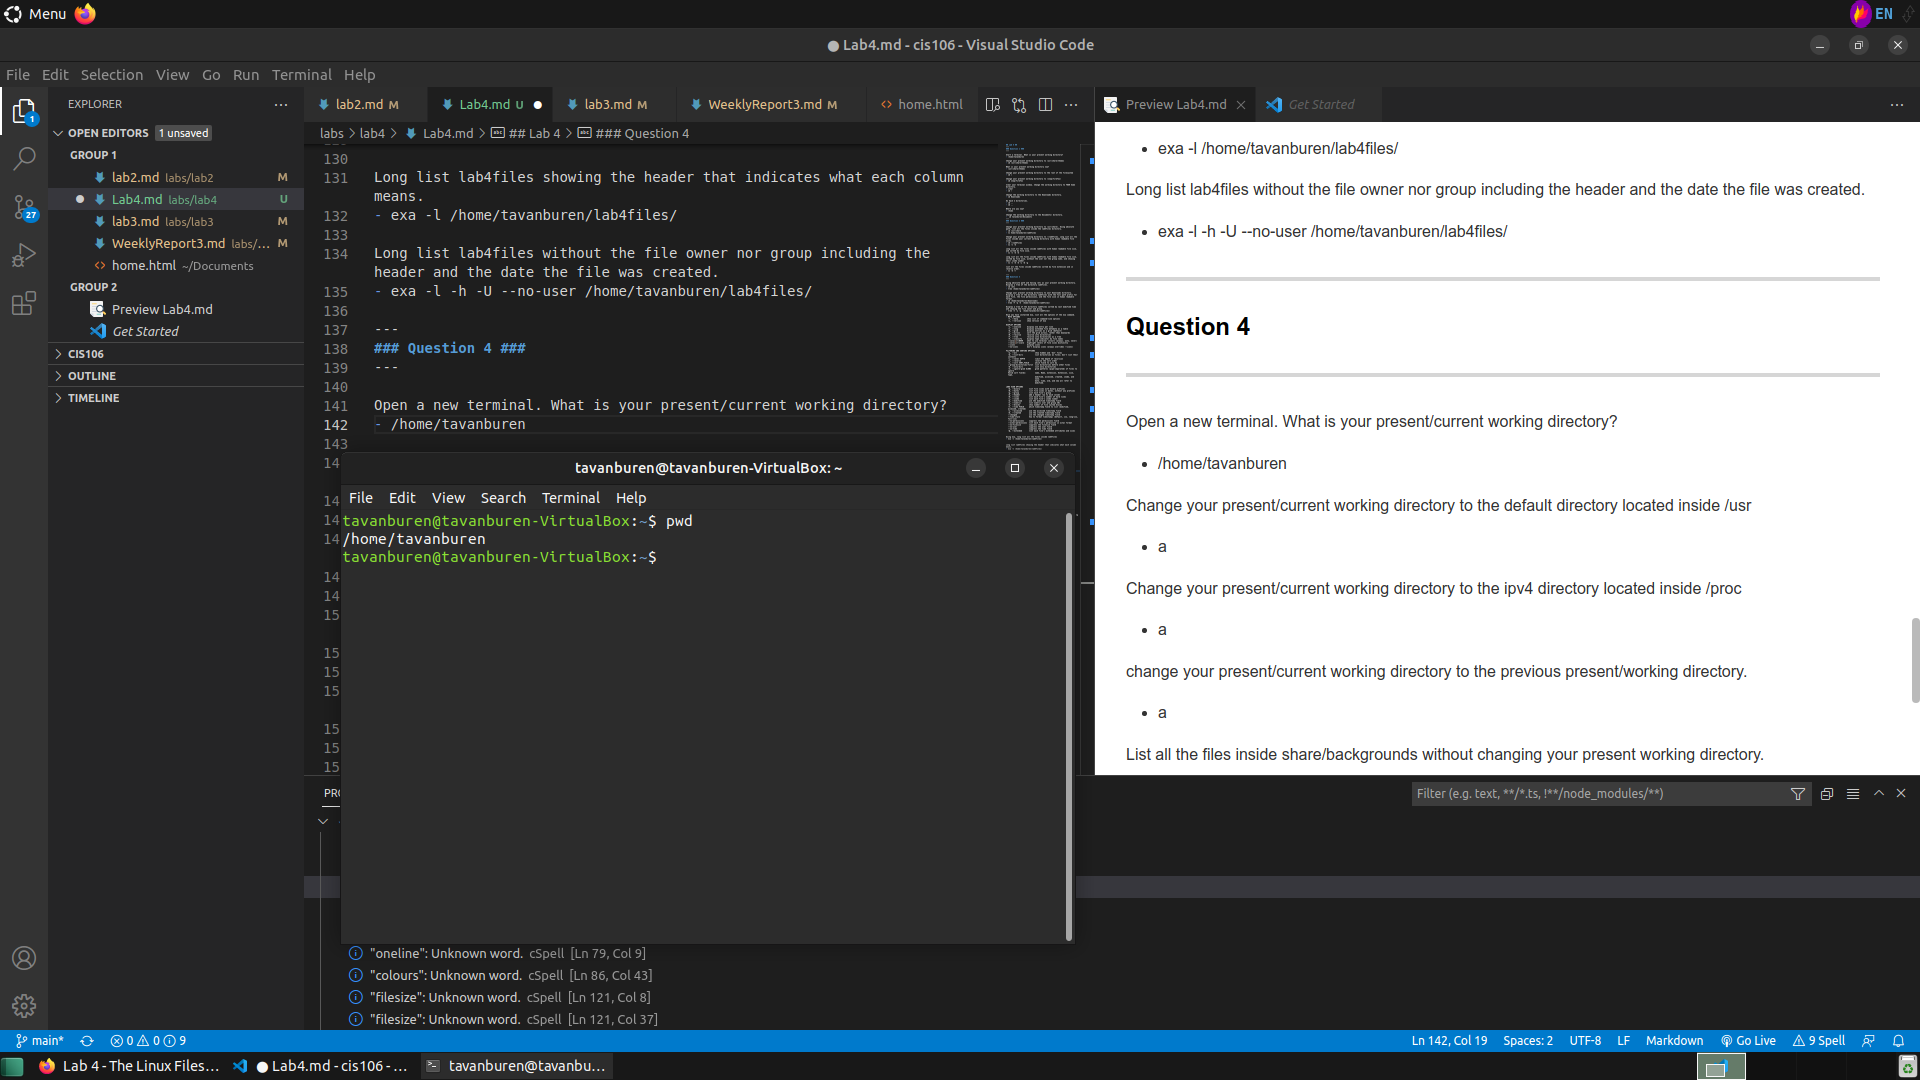 Menu
EN
● Lab4.md - cis106 - Visual Studio Code
File Edit Selection View Go Run Terminal Help
EXPLORER
OPEN EDITORS 1 unsaved
GROUP 1
lab2.md labs/lab2 M
Lab4.md labs/lab4 U
lab3.md labs/lab3 M
WeeklyReport3.md labs/... M
home.html ~/Documents
GROUP 2
Preview Lab4.md
Get Started
CIS106
OUTLINE
TIMELINE
1
27
lab2.md M
Lab4.md U
lab3.md M
WeeklyReport3.md M
home.html
labs > lab4 > Lab4.md > ## Lab 4 > ### Question 4
130
131 Long list lab4files showing the header that indicates what each column
means.
132 - exa -l /home/tavanburen/lab4files/
133
134 Long list lab4files without the file owner nor group including the
header and the date the file was created.
135 - exa -l -h -U --no-user /home/tavanburen/lab4files/
136
137 ---
138 ### Question 4 ###
139 ---
140
141 Open a new terminal. What is your present/current working directory?
142 - /home/tavanburen
143
14
14
14
14
14
14
15
15
15
15
15
15
15
tavanburen@tavanburen-VirtualBox: ~
File Edit View Search Terminal Help
tavanburen@tavanburen-VirtualBox:~$ pwd
/home/tavanburen
tavanburen@tavanburen-VirtualBox:~$
Preview Lab4.md
Get Started
• exa -l /home/tavanburen/lab4files/
Long list lab4files without the file owner nor group including the header and the date the file was created.
• exa -l -h -U --no-user /home/tavanburen/lab4files/
Question 4
Open a new terminal. What is your present/current working directory?
• /home/tavanburen
Change your present/current working directory to the default directory located inside /usr
• a
Change your present/current working directory to the ipv4 directory located inside /proc
• a
change your present/current working directory to the previous present/working directory.
• a
List all the files inside share/backgrounds without changing your present working directory.
Filter (e.g. text, **/*.ts, !**/node_modules/**)
"oneline": Unknown word. cSpell [Ln 79, Col 9]
"colours": Unknown word. cSpell [Ln 86, Col 43]
"filesize": Unknown word. cSpell [Ln 121, Col 8]
"filesize": Unknown word. cSpell [Ln 121, Col 37]
main* 0 0 9
Ln 142, Col 19 Spaces: 2 UTF-8 LF Markdown Go Live 9 Spell
Lab 4 - The Linux Files...
● Lab4.md - cis106 - ...
tavanburen@tavanbu...